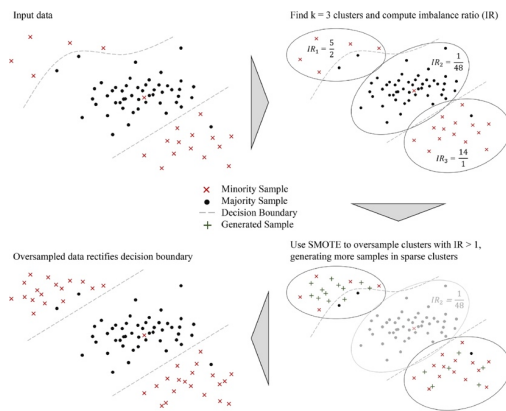 Input data
Find k = 3 clusters and compute imbalance ratio (IR)
IR₁ = 5/2
IR₂ = 1/48
IR₃ = 14/1
× Minority Sample
• Majority Sample
Decision Boundary
+ Generated Sample
Oversampled data rectifies decision boundary
Use SMOTE to oversample clusters with IR > 1,
generating more samples in sparse clusters
IR₂ = 1/48